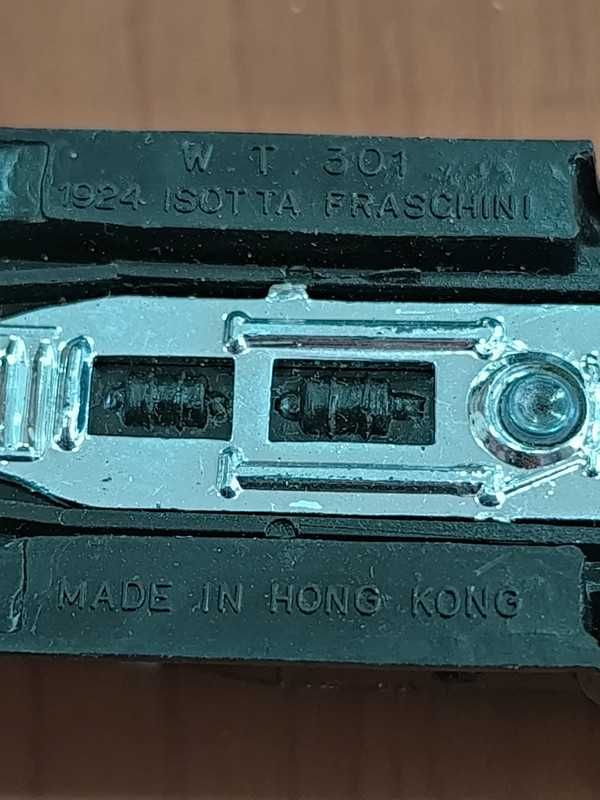 W. T. 301
1924 ISOTTA FRASCHINI
MADE IN HONG KONG